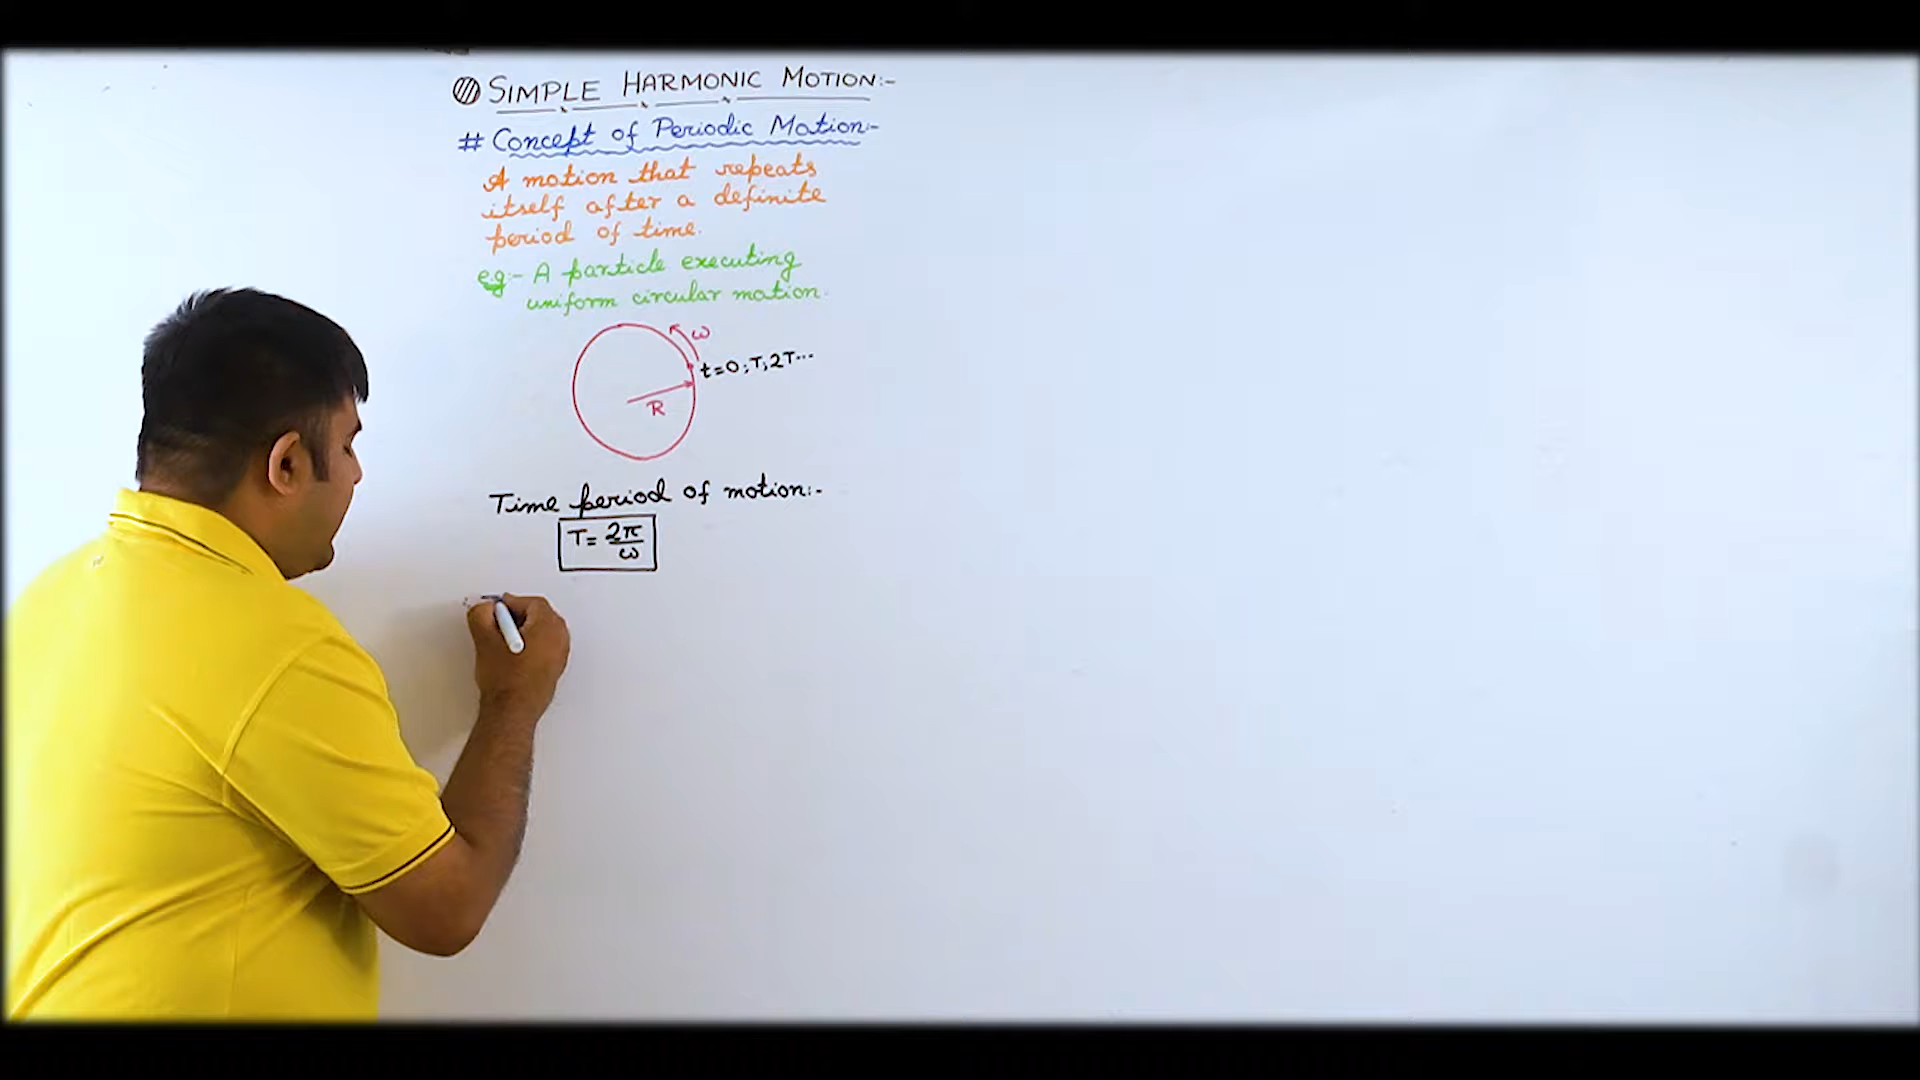 SIMPLE HARMONIC MOTION:-
# Concept of Periodic Motion:-
A motion that repeats
itself after a definite
period of time.
e.g:- A particle executing
uniform circular motion.
ω
t=0;T;2T...
R
Time period of motion:-
T= 2π/ω